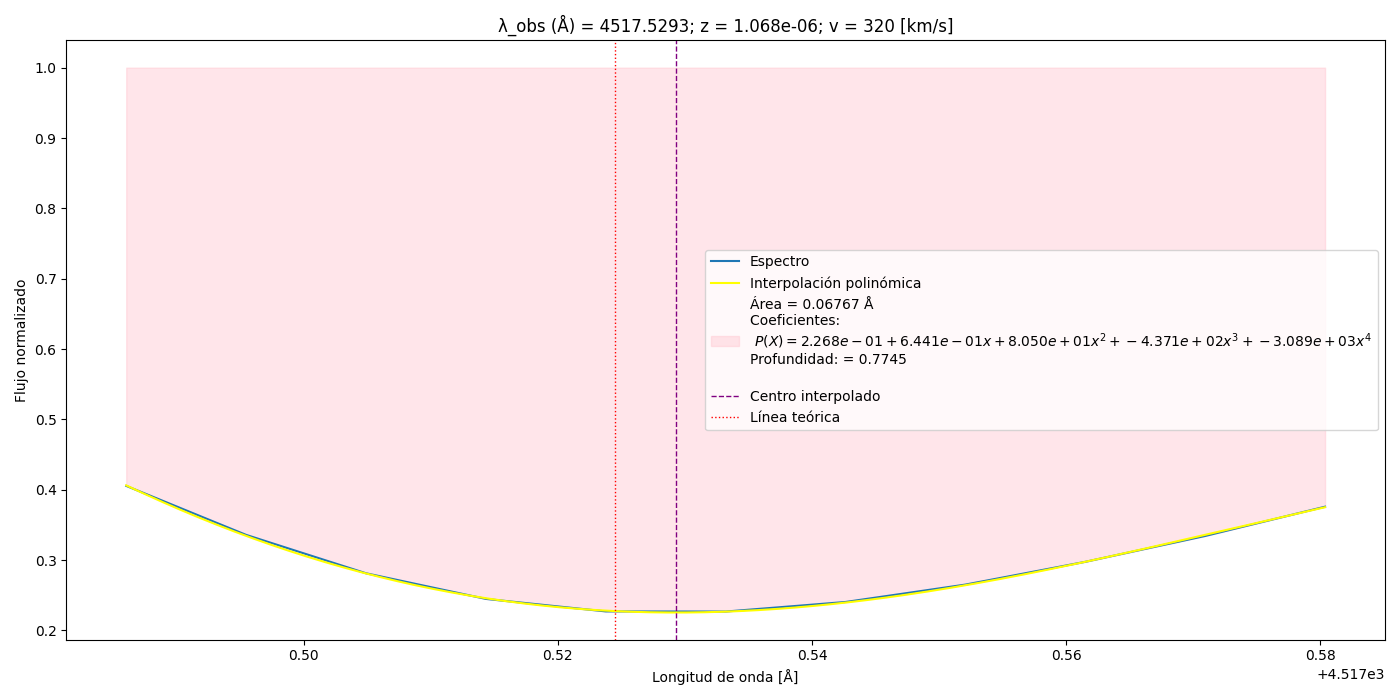 λ_obs (Å) = 4517.5293; z = 1.068e-06; v = 320 [km/s]
Flujo normalizado
1.0
0.9
0.8
0.7
0.6
0.5
0.4
0.3
0.2
Espectro
Interpolación polinómica
Área = 0.06767 Å
Coeficientes:
P(X) = 2.268e − 01 + 6.441e − 01x + 8.050e + 01x² + −4.371e + 02x³ + −3.089e + 03x⁴
Profundidad: = 0.7745
Centro interpolado
Línea teórica
0.50 0.52 0.54 0.56 0.58
+4.517e3
Longitud de onda [Å]